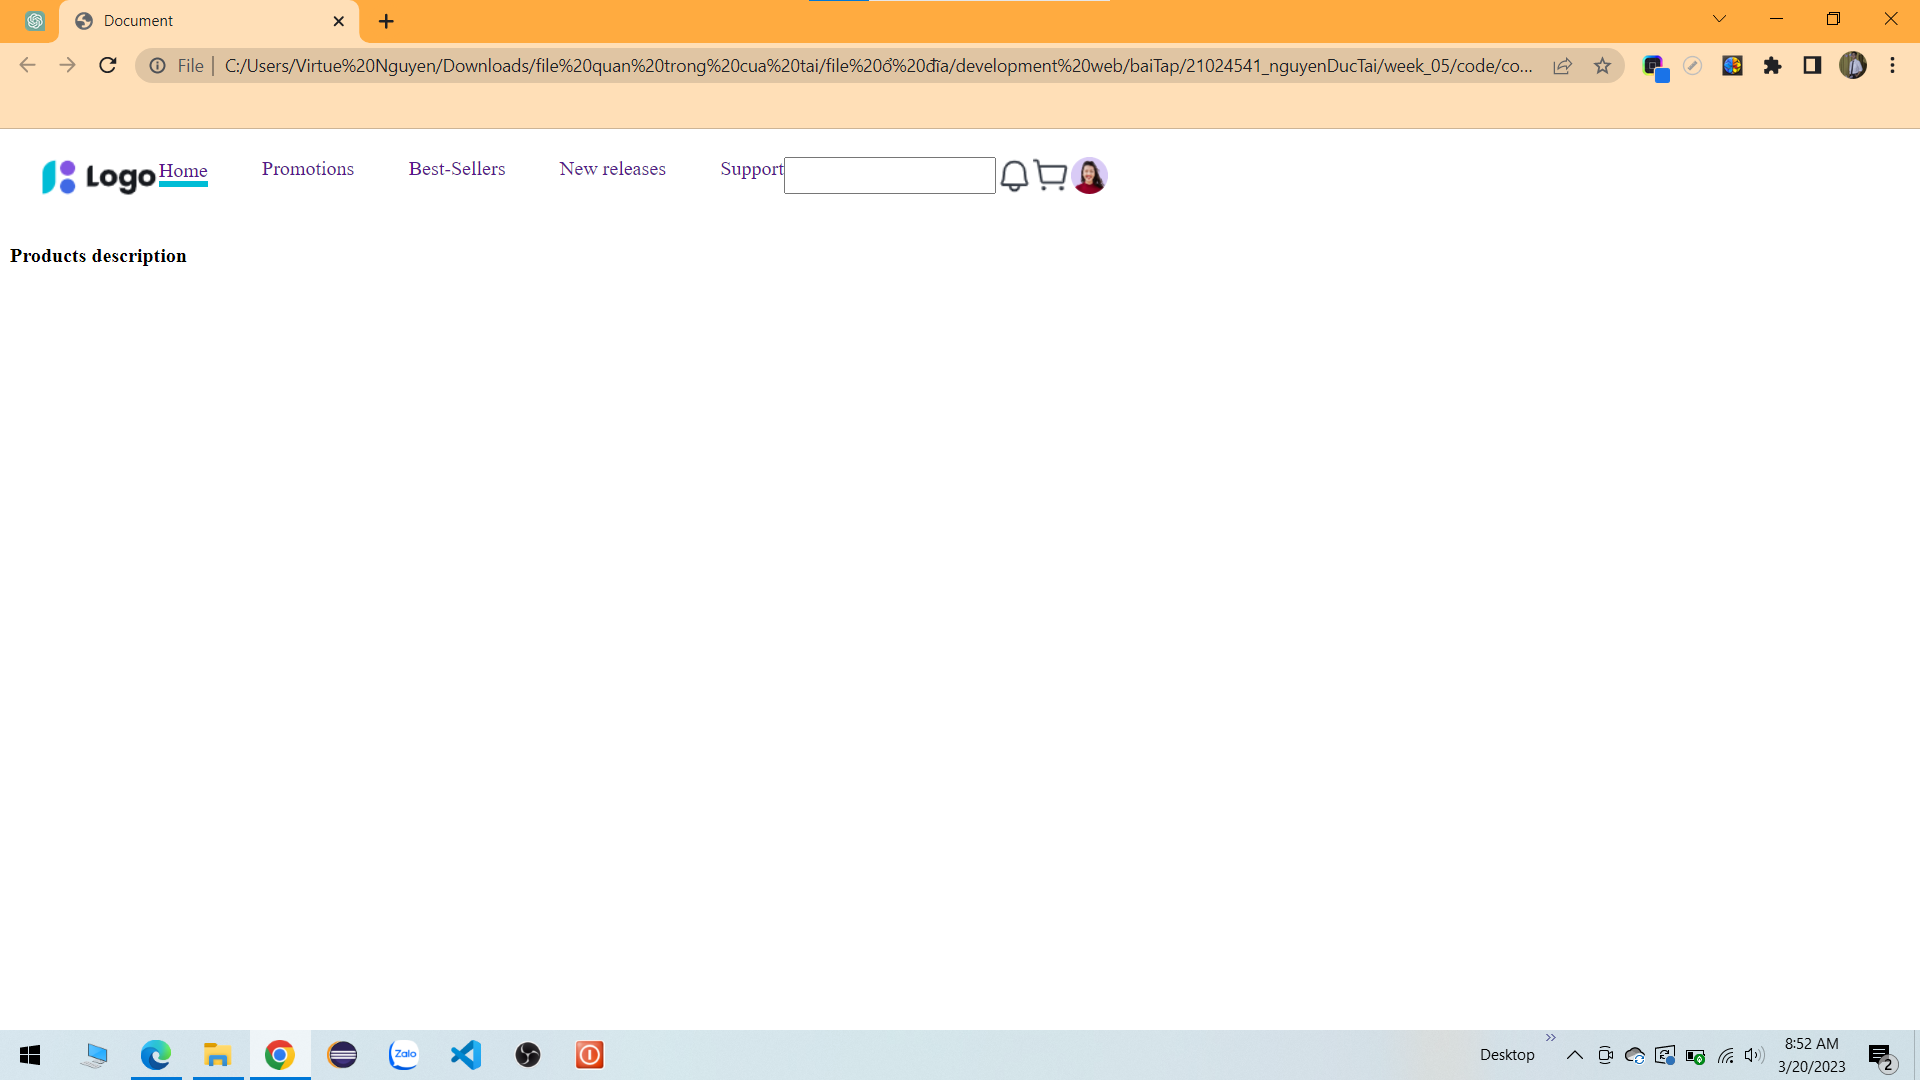 Document
File | C:/Users/Virtue%20Nguyen/Downloads/file%20quan%20trong%20cua%20tai/file%20ổ%20đĩa/development%20web/baiTap/21024541_nguyenDucTai/week_05/code/co...
Logo Home Promotions Best-Sellers New releases Support
Products description
Zalo
Desktop
8:52 AM
3/20/2023
2